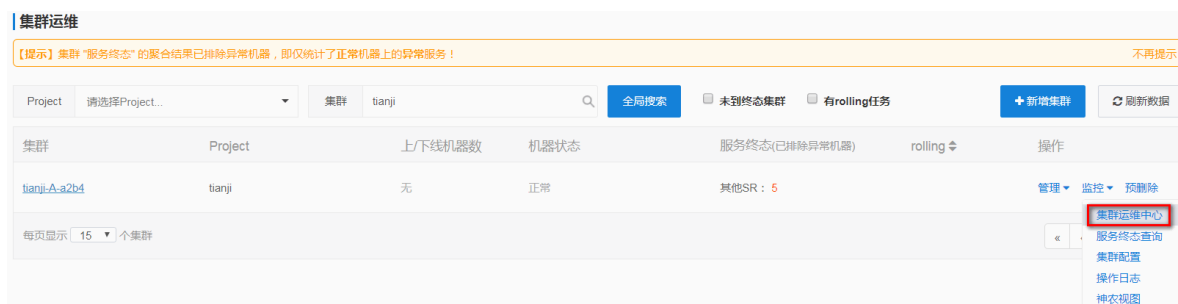 集群运维
【提示】集群 "服务终态" 的聚合结果已排除异常机器，即仅统计了正常机器上的异常服务！ 不再提示
Project 请选择Project... 集群 tianji 全局搜索 未到终态集群 有rolling任务 +新增集群 刷新数据
集群 Project 上/下线机器数 机器状态 服务终态(已排除异常机器) rolling 操作
tianji-A-a2b4 tianji 无 正常 其他SR： 5 管理 监控 预删除
集群运维中心
每页显示 15 个集群 «
服务终态查询
集群配置
操作日志
神农视图